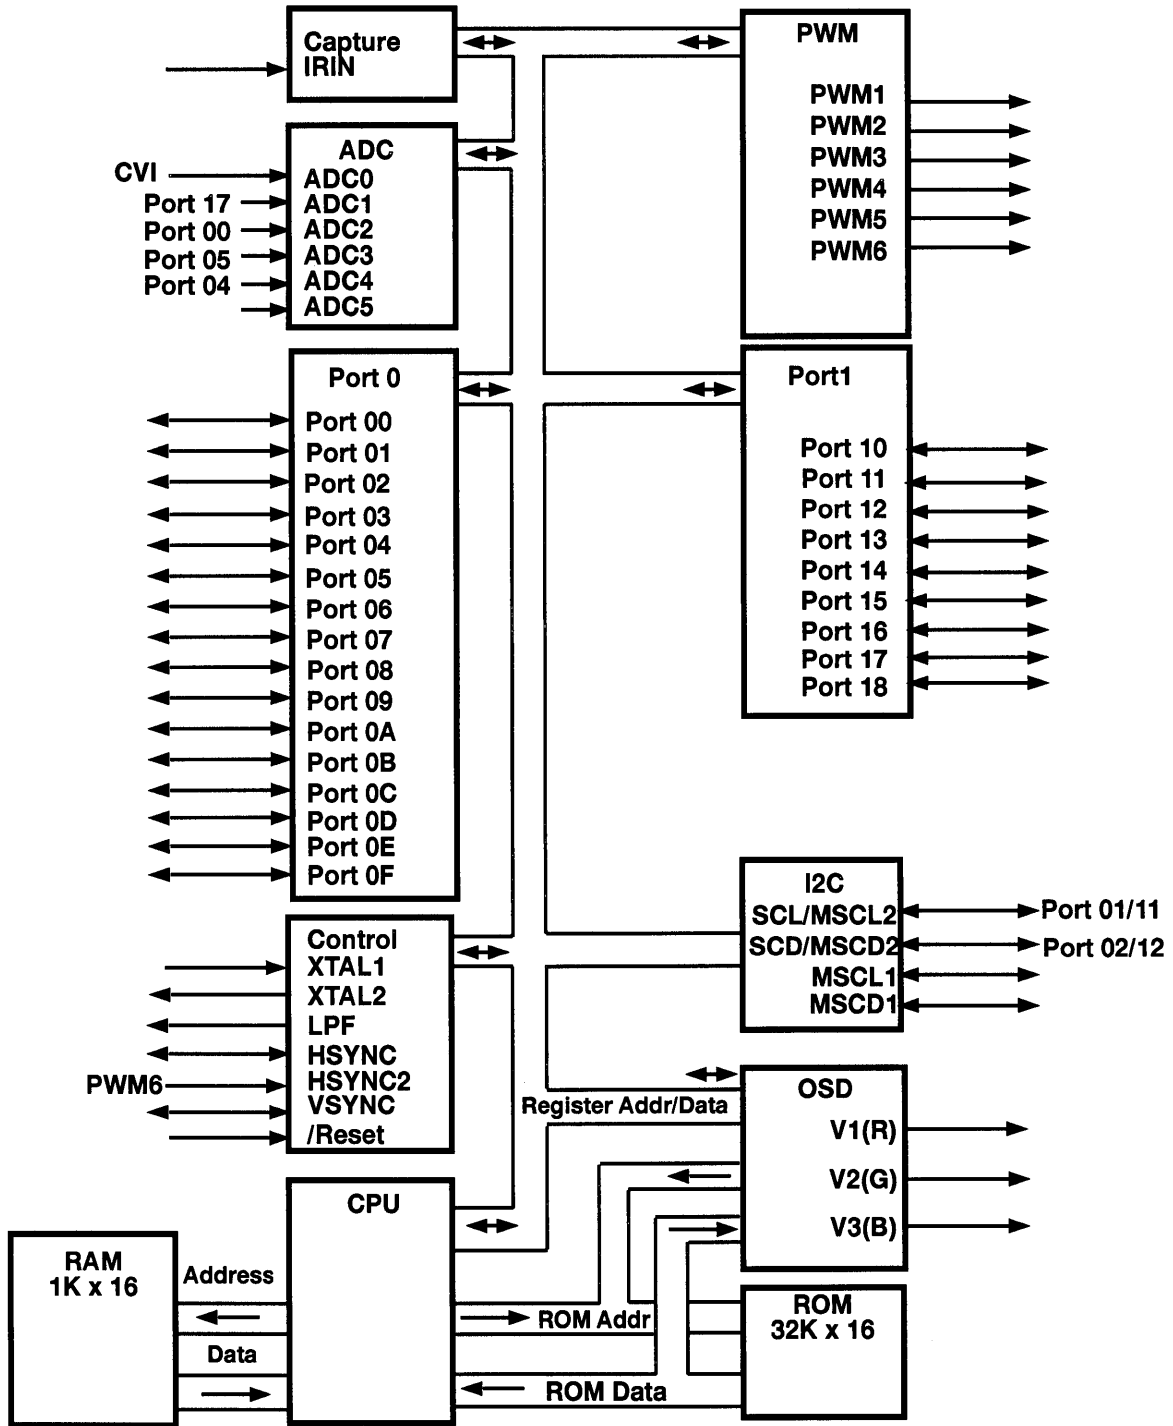 Capture
IRIN
ADC
CVI
ADC0
Port 17
ADC1
Port 00
ADC2
Port 05
ADC3
Port 04
ADC4
ADC5
Port 0
Port 00
Port 01
Port 02
Port 03
Port 04
Port 05
Port 06
Port 07
Port 08
Port 09
Port 0A
Port 0B
Port 0C
Port 0D
Port 0E
Port 0F
Control
XTAL1
XTAL2
LPF
HSYNC
PWM6
HSYNC2
VSYNC
/Reset
CPU
RAM
1K x 16
Address
Data
PWM
PWM1
PWM2
PWM3
PWM4
PWM5
PWM6
Port1
Port 10
Port 11
Port 12
Port 13
Port 14
Port 15
Port 16
Port 17
Port 18
I2C
SCL/MSCL2
Port 01/11
SCD/MSCD2
Port 02/12
MSCL1
MSCD1
OSD
Register Addr/Data
V1(R)
V2(G)
V3(B)
ROM
32K x 16
ROM Addr
ROM Data